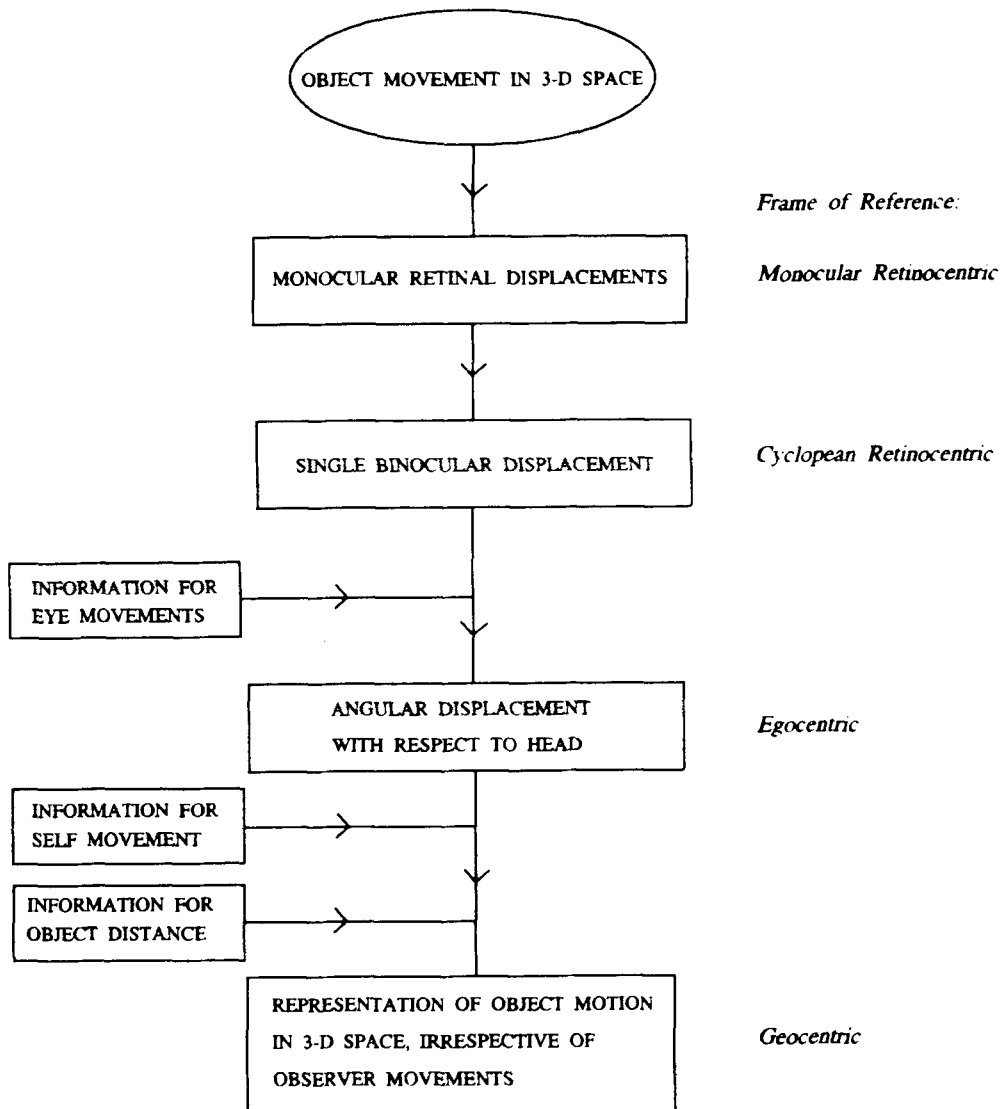 OBJECT MOVEMENT IN 3-D SPACE
Frame of Reference:
MONOCULAR RETINAL DISPLACEMENTS
Monocular Retinocentric
SINGLE BINOCULAR DISPLACEMENT
Cyclopean Retinocentric
INFORMATION FOR
EYE MOVEMENTS
ANGULAR DISPLACEMENT
WITH RESPECT TO HEAD
Egocentric
INFORMATION FOR
SELF MOVEMENT
INFORMATION FOR
OBJECT DISTANCE
REPRESENTATION OF OBJECT MOTION
IN 3-D SPACE, IRRESPECTIVE OF
OBSERVER MOVEMENTS
Geocentric